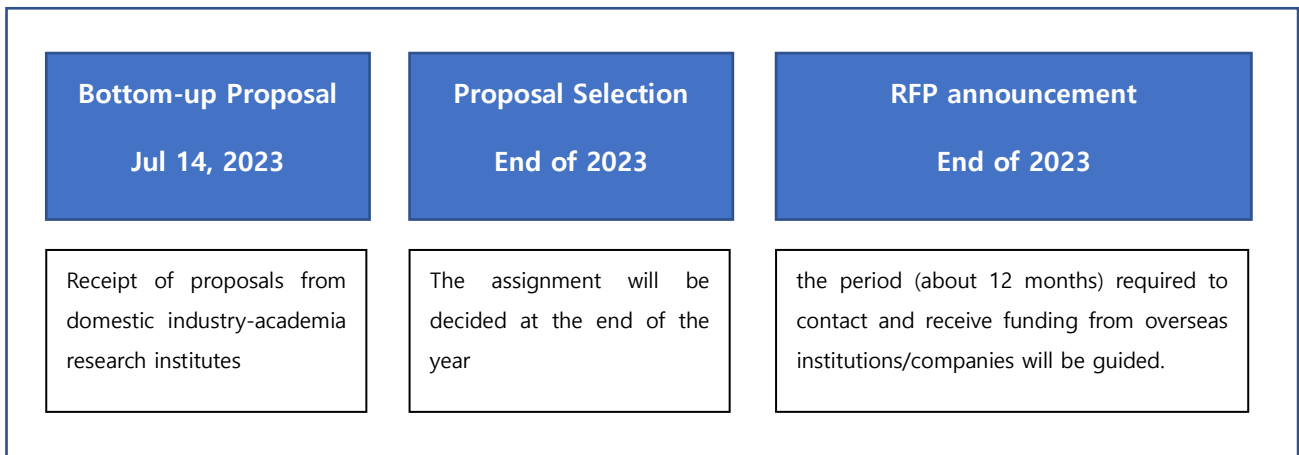 Bottom-up Proposal
Jul 14, 2023
Receipt of proposals from
domestic industry-academia
research institutes
Proposal Selection
End of 2023
The assignment will be
decided at the end of the
year
RFP announcement
End of 2023
the period (about 12 months) required to
contact and receive funding from overseas
institutions/companies will be guided.